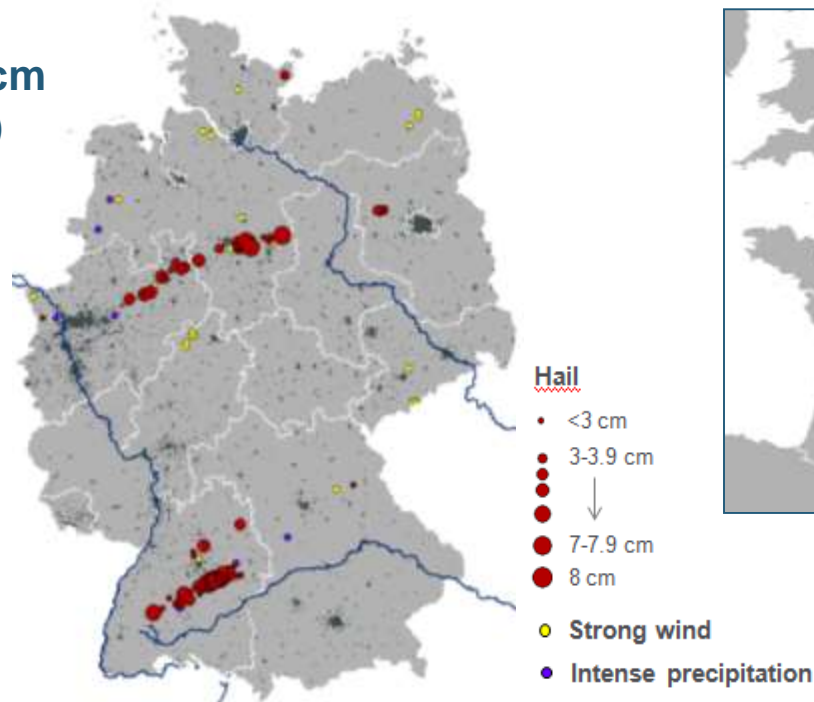 cm
)
Hail
<3 cm
3-3.9 cm
7-7.9 cm
8 cm
Strong wind
Intense precipitation